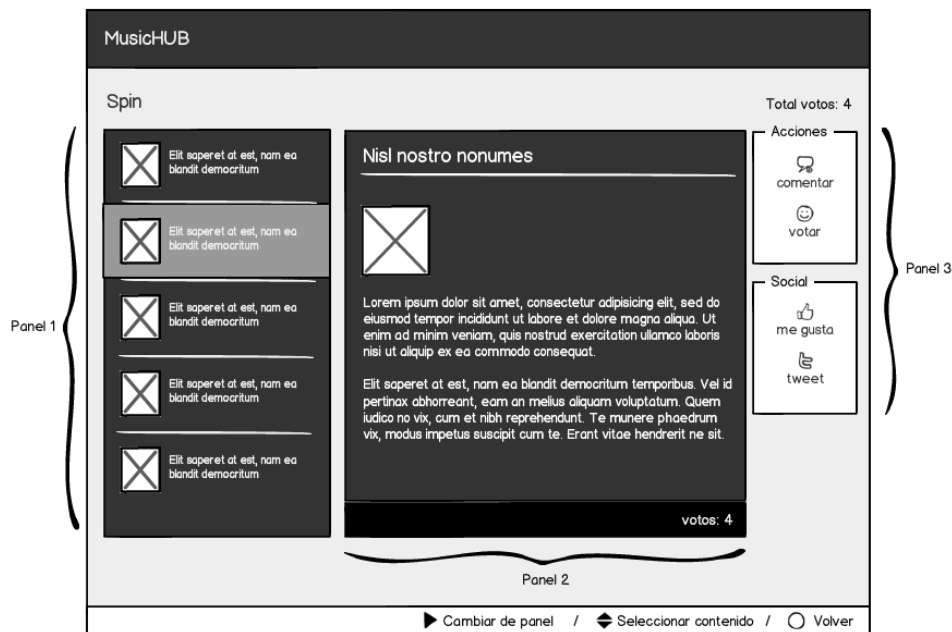 MusicHUB
Spin
Total votos: 4
Panel 1
Elit saperet at est, nam ea
blandit democritum
Elit saperet at est, nam ea
blandit democritum
Elit saperet at est, nam ea
blandit democritum
Elit saperet at est, nam ea
blandit democritum
Elit saperet at est, nam ea
blandit democritum
Nisl nostro nonumes
Lorem ipsum dolor sit amet, consectetur adipisicing elit, sed do
eiusmod tempor incididunt ut labore et dolore magna aliqua. Ut
enim ad minim veniam, quis nostrud exercitation ullamco laboris
nisi ut aliquip ex ea commodo consequat.
Elit saperet at est, nam ea blandit democritum temporibus. Vel id
pertinax abhorreant, eam an melius aliquam voluptatum. Quem
iudico no vix, cum et nibh reprehendunt. Te munere phaedrum
vix, modus impetus suscipit cum te. Erant vitae hendrerit ne sit.
votos: 4
Panel 2
Acciones
comentar
votar
Social
me gusta
tweet
Panel 3
Cambiar de panel / Seleccionar contenido / Volver